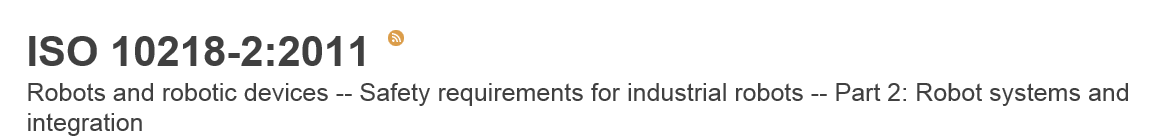 ISO 10218-2:2011
Robots and robotic devices -- Safety requirements for industrial robots -- Part 2: Robot systems and
integration